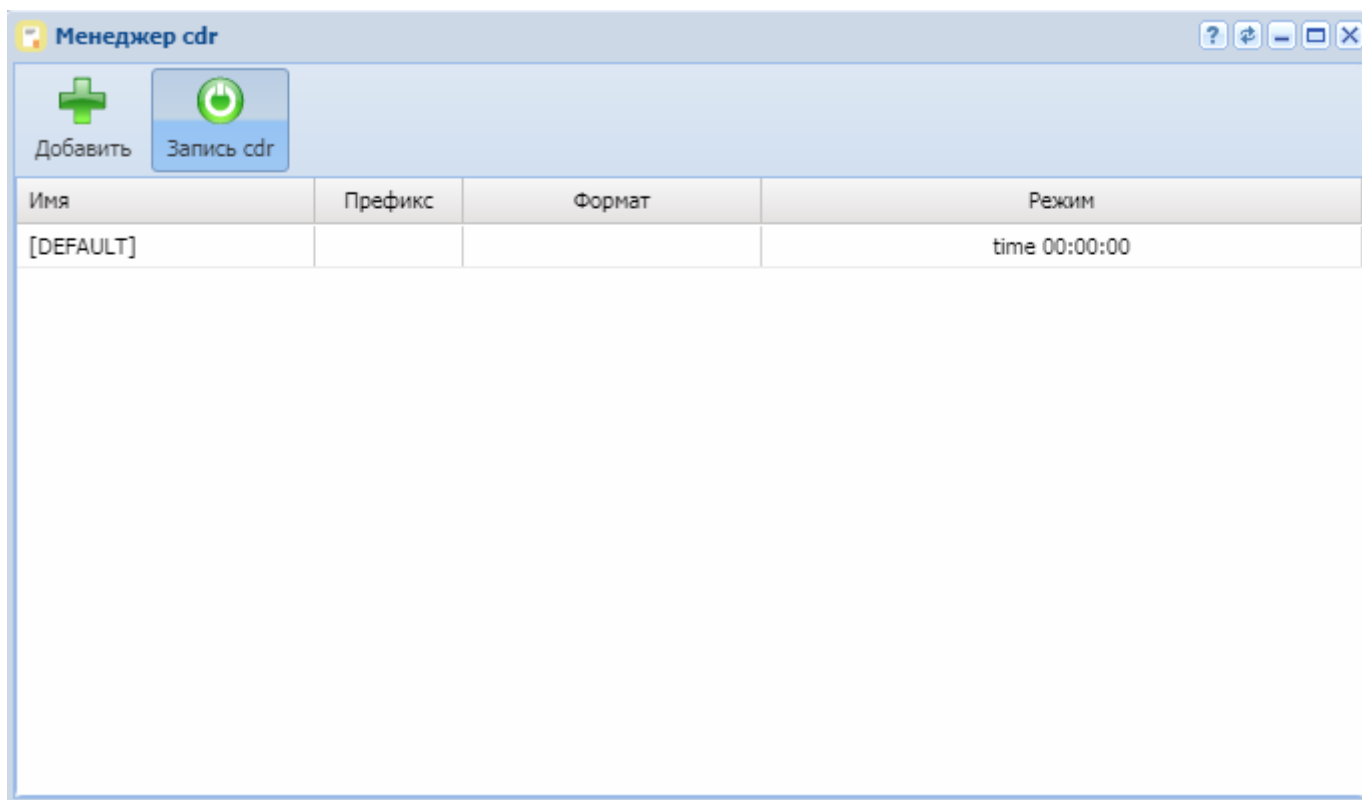 Менеджер cdr
?
Добавить
Запись cdr
Имя Префикс Формат Режим
[DEFAULT] time 00:00:00